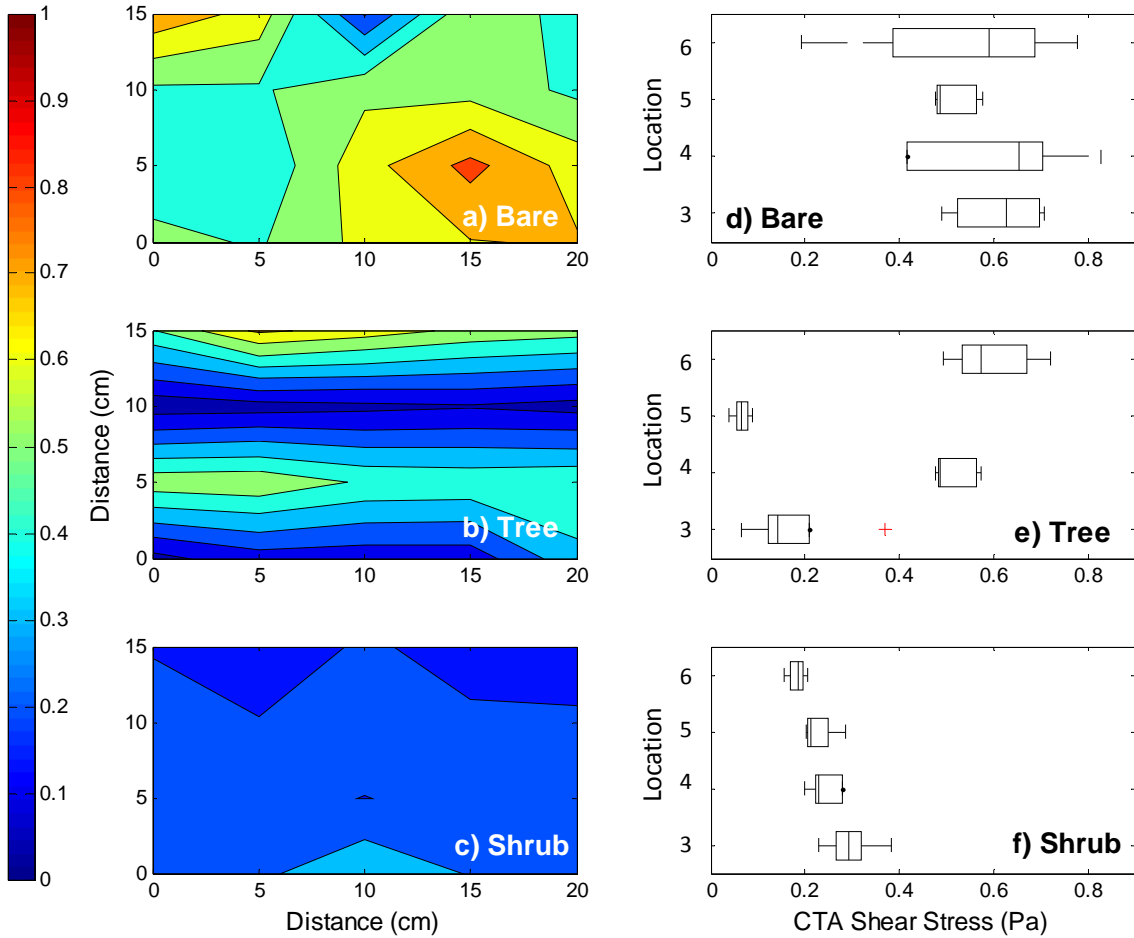 1
0.9
0.8
0.7
0.6
0.5
0.4
0.3
0.2
0.1
0
Distance (cm)
15
10
5
0
0 5 10 15 20
a) Bare
15
10
5
0
0 5 10 15 20
b) Tree
15
10
5
0
0 5 10 15 20
c) Shrub
Distance (cm)
Location
6
5
4
3
0 0.2 0.4 0.6 0.8
d) Bare
Location
6
5
4
3
0 0.2 0.4 0.6 0.8
e) Tree
Location
6
5
4
3
0 0.2 0.4 0.6 0.8
f) Shrub
CTA Shear Stress (Pa)